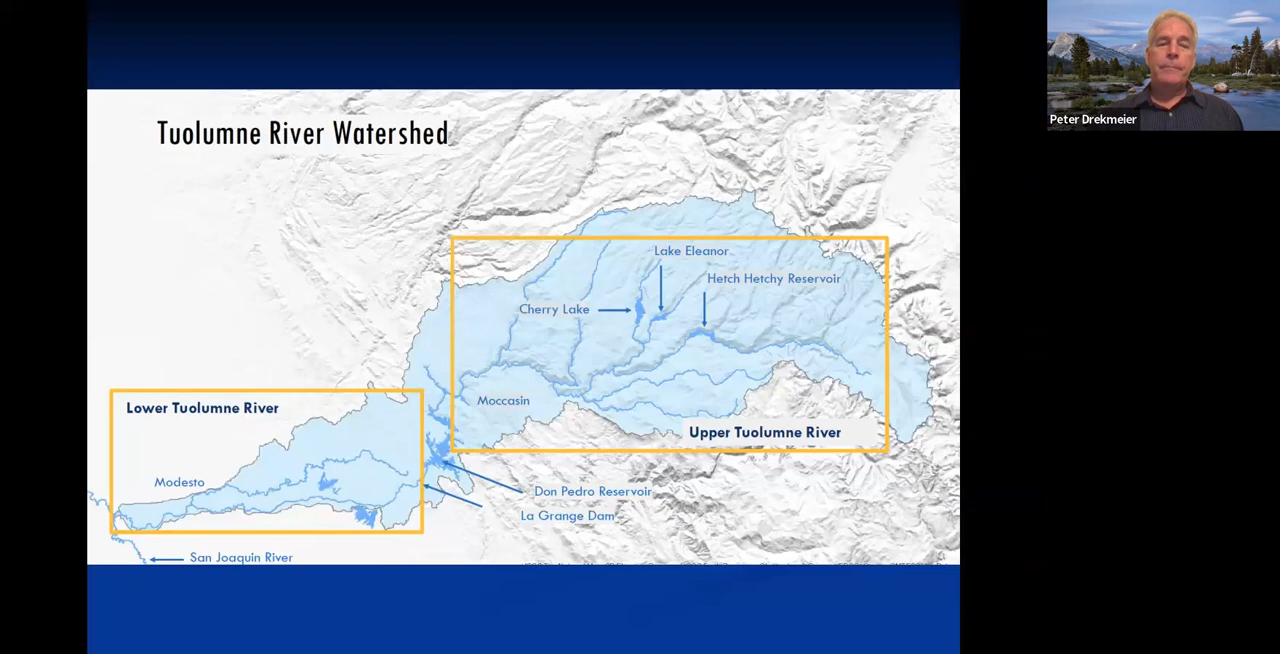 Tuolumne River Watershed
Peter Drekmeier
Lake Eleanor
Hetch Hetchy Reservoir
Cherry Lake
Moccasin
Lower Tuolumne River
Upper Tuolumne River
Modesto
Don Pedro Reservoir
La Grange Dam
San Joaquin River